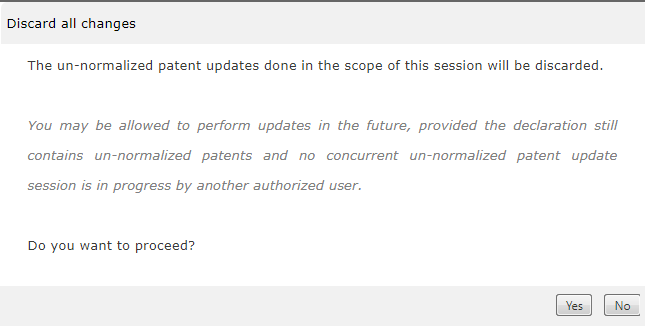 Discard all changes
The un-normalized patent updates done in the scope of this session will be discarded.
You may be allowed to perform updates in the future, provided the declaration still
contains un-normalized patents and no concurrent un-normalized patent update
session is in progress by another authorized user.
Do you want to proceed?
Yes No